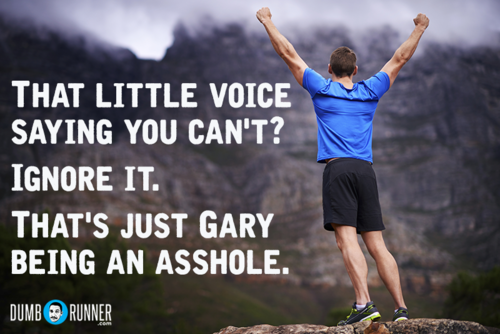 THAT LITTLE VOICE
SAYING YOU CAN'T?
IGNORE IT.
THAT'S JUST GARY
BEING AN ASSHOLE.
DUMB RUNNER
.com